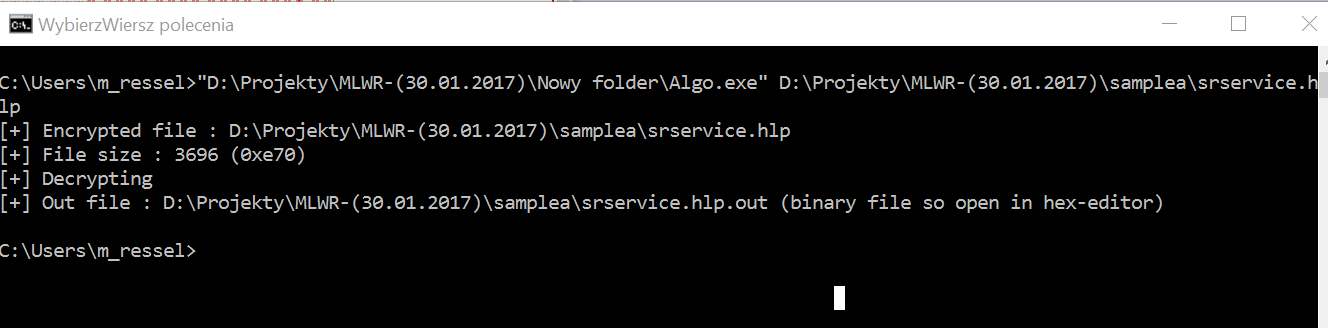 WybierzWiersz polecenia
C:\Users\m_ressel>"D:\Projekty\MLWR-(30.01.2017)\Nowy folder\Algo.exe" D:\Projekty\MLWR-(30.01.2017)\samplea\srservice.h
lp
[+] Encrypted file : D:\Projekty\MLWR-(30.01.2017)\samplea\srservice.hlp
[+] File size : 3696 (0xe70)
[+] Decrypting
[+] Out file : D:\Projekty\MLWR-(30.01.2017)\samplea\srservice.hlp.out (binary file so open in hex-editor)
C:\Users\m_ressel>